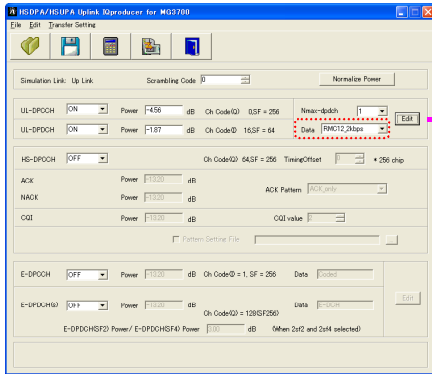 HSDPA/HSUPA Uplink IQproducer for MG3700
File Edit Transfer Setting
Simulation Link: Up Link Scrambling Code 0 Normalize Power
UL-DPCCH ON Power -4.56 dB Ch Code(Q) 0,SF = 256 Nmax-dpdch 1 Edit
UL-DPDCH ON Power -1.87 dB Ch Code(I) 16,SF = 64 Data RMC12_2kbps
HS-DPCCH OFF Ch Code(Q) 64,SF = 256 TimingOffset 0 * 256 chip
ACK Power -13.20 dB ACK Pattern ACK_only
NACK Power -13.20 dB
CQI Power -13.20 dB CQI value 2
Pattern Setting File ...
E-DPCCH OFF Power -13.20 dB Ch Code(I) = 1, SF = 256 Data Coded
E-DPDCH(s) OFF Power -13.20 dB Ch Code(Q) = 128(SF256) Data E-DCH Edit
E-DPDCH(SF2) Power/ E-DPDCH(SF4) Power 0.00 dB (When 2sf2 and 2sf4 selected)